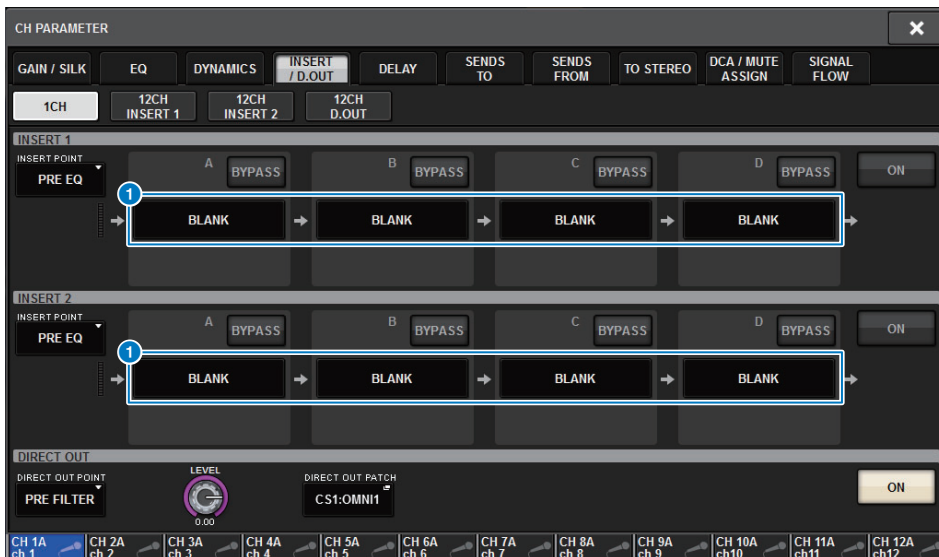 CH PARAMETER
GAIN / SILK EQ DYNAMICS INSERT / D.OUT DELAY SENDS TO SENDS FROM TO STEREO DCA / MUTE ASSIGN SIGNAL FLOW
1CH 12CH INSERT 1 12CH INSERT 2 12CH D.OUT
INSERT 1
INSERT POINT
PRE EQ
A BYPASS B BYPASS C BYPASS D BYPASS ON
1
BLANK BLANK BLANK BLANK
INSERT 2
INSERT POINT
PRE EQ
A BYPASS B BYPASS C BYPASS D BYPASS ON
1
BLANK BLANK BLANK BLANK
DIRECT OUT
DIRECT OUT POINT LEVEL DIRECT OUT PATCH
PRE FILTER CS1:OMNI1 ON
0.00
CH 1A CH 2A CH 3A CH 4A CH 5A CH 6A CH 7A CH 8A CH 9A CH 10A CH 11A CH 12A
ch 1 ch 2 ch 3 ch 4 ch 5 ch 6 ch 7 ch 8 ch 9 ch10 ch11 ch12